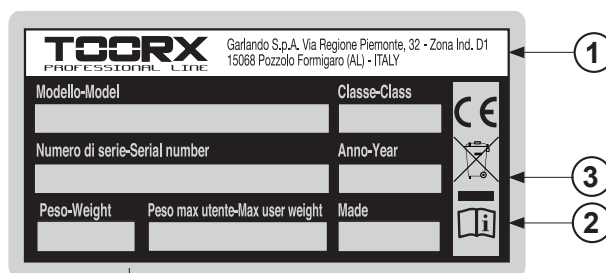 TOORX
PROFESSIONAL LINE
Garlando S.p.A. Via Regione Piemonte, 32 - Zona Ind. D1
15068 Pozzolo Formigaro (AL) - ITALY
1
Modello-Model
Classe-Class
CE
Numero di serie-Serial number
Anno-Year
3
Peso-Weight
Peso max utente-Max user weight
Made
i
2